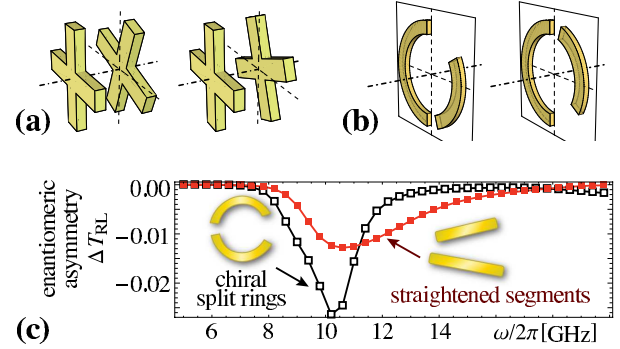 (a)
(b)
enantiomeric
asymmetry
ΔT_RL
0.00
−0.01
−0.02
chiral
split rings
straightened segments
(c)
6 8 10 12 14 ω/2π[GHz]